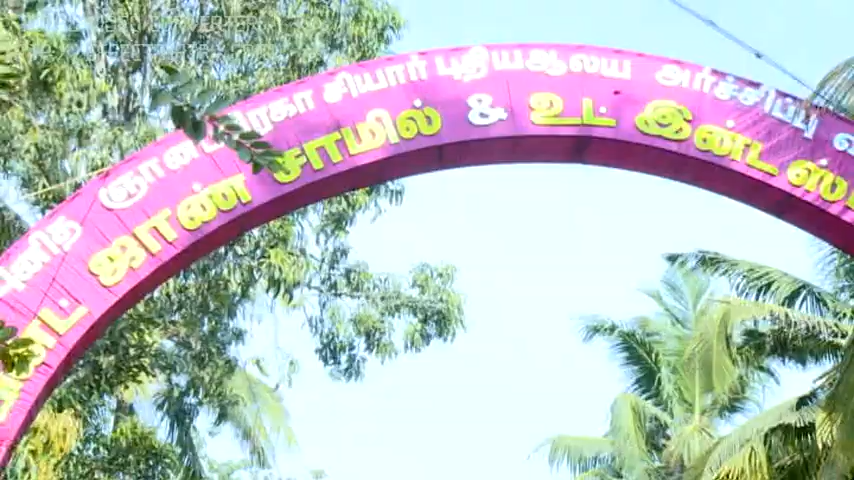 புனித ஞானபிரகாசியார் புதியஆலய அர்ச்சிப்பு
ஜான் சாமில் & உட் இண்டஸ்